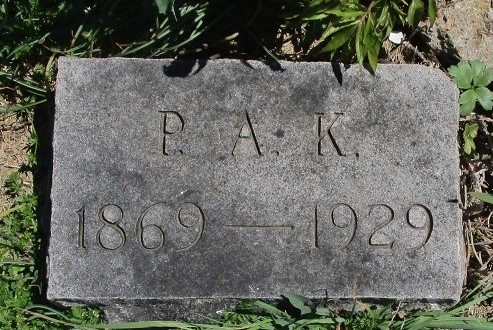 P. A. K.
1869 — 1929